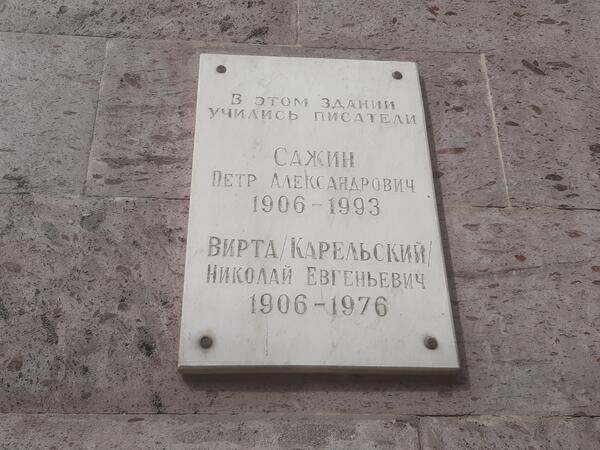 В ЭТОМ ЗДАНИИ
УЧИЛИСЬ ПИСАТЕЛИ
САЖИН
ПЕТР АЛЕКСАНДРОВИЧ
1906-1993
ВИРТА/КАРЕЛЬСКИЙ/
НИКОЛАЙ ЕВГЕНЬЕВИЧ
1906-1976